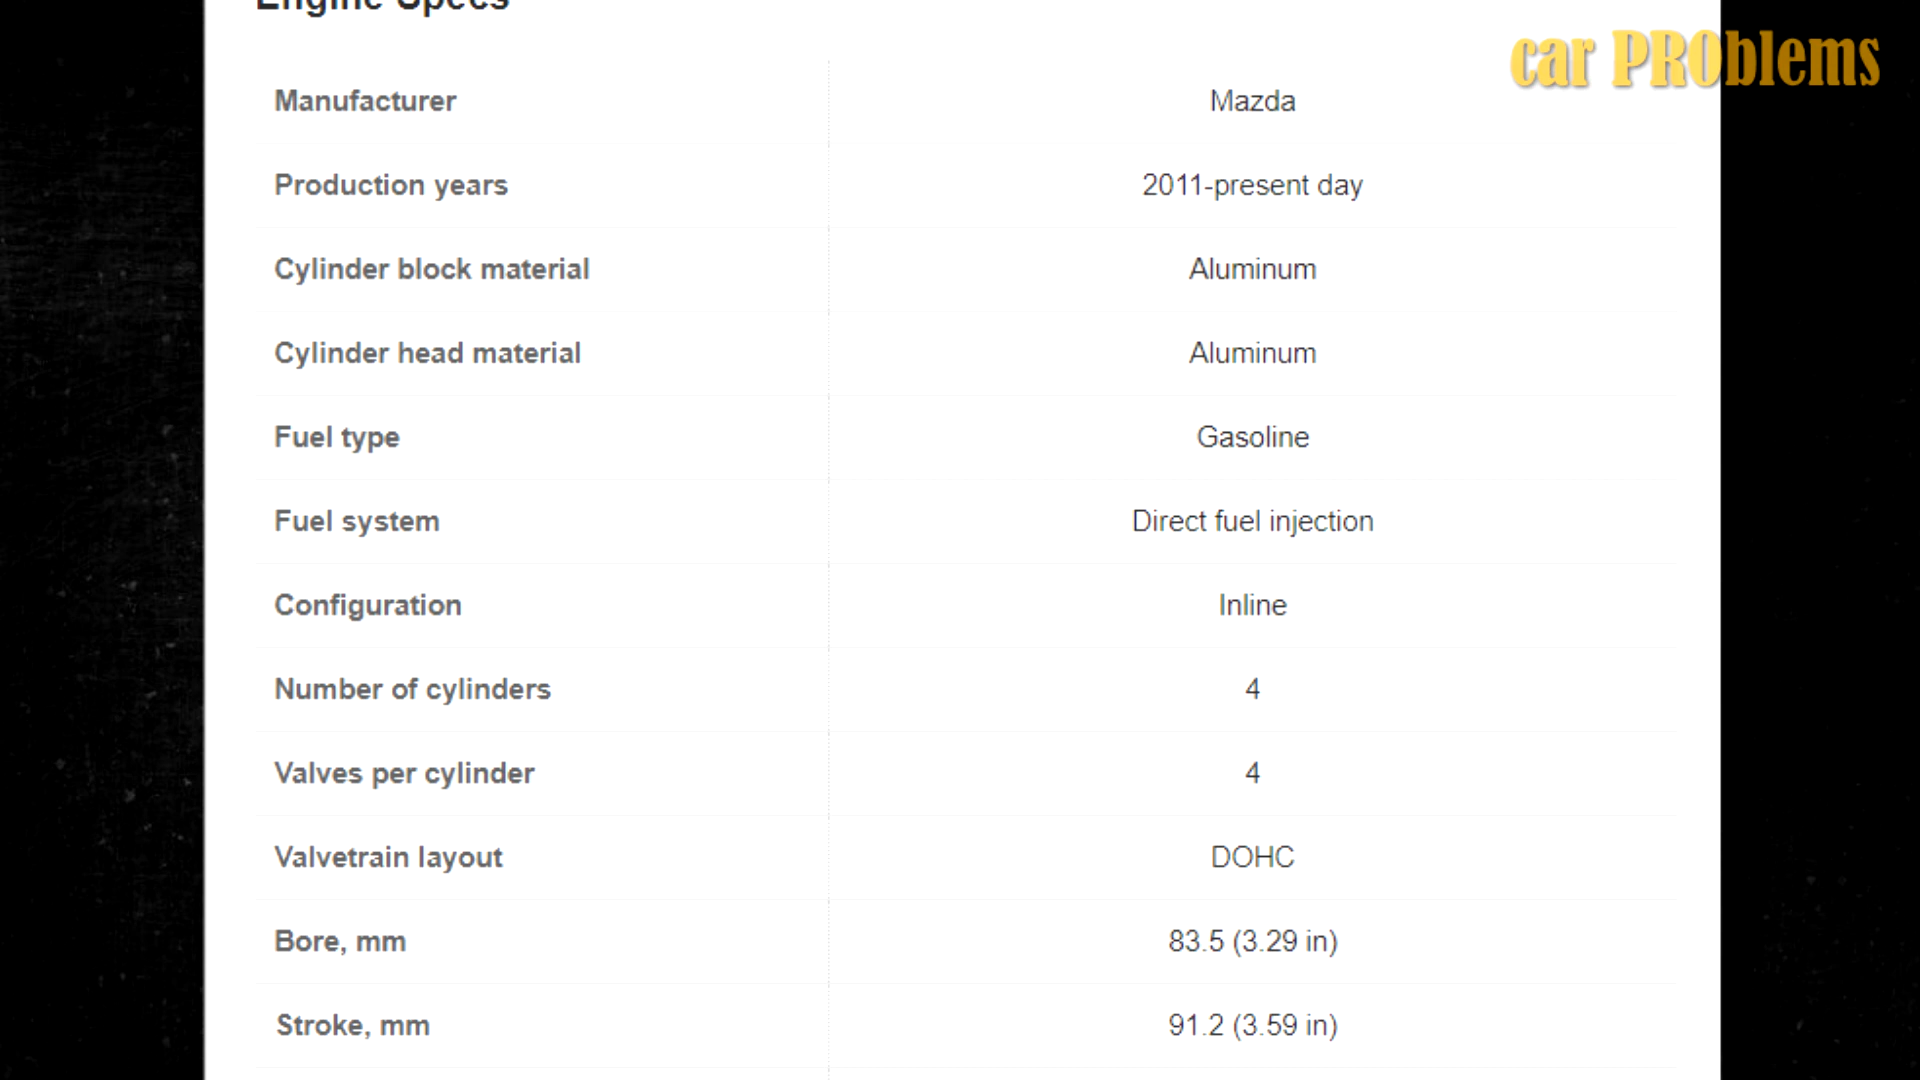 Engine Specs
car PROblems
Manufacturer Mazda
Production years 2011-present day
Cylinder block material Aluminum
Cylinder head material Aluminum
Fuel type Gasoline
Fuel system Direct fuel injection
Configuration Inline
Number of cylinders 4
Valves per cylinder 4
Valvetrain layout DOHC
Bore, mm 83.5 (3.29 in)
Stroke, mm 91.2 (3.59 in)